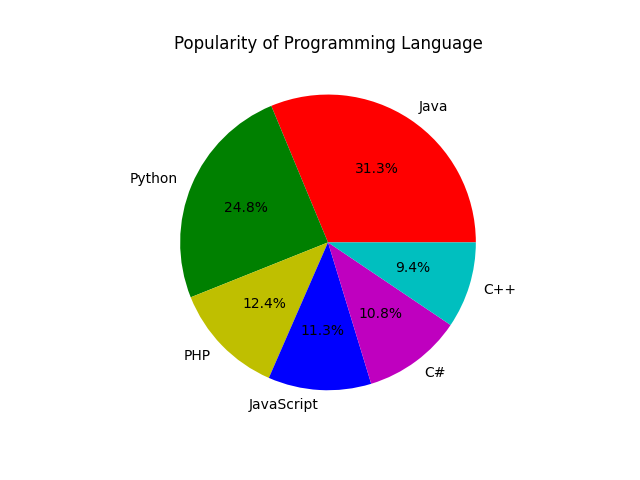 Popularity of Programming Language
Java
31.3%
Python
24.8%
PHP
12.4%
JavaScript
11.3%
C#
10.8%
C++
9.4%